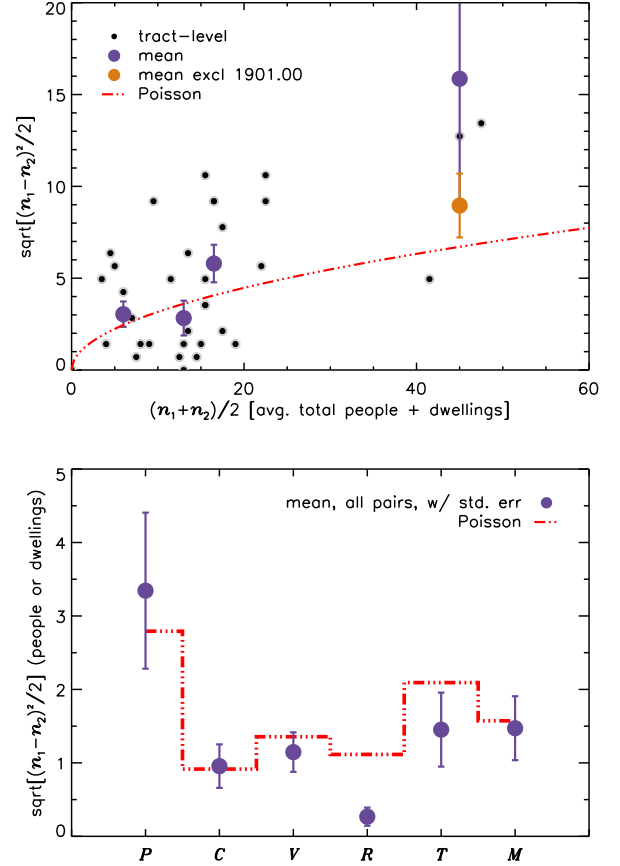 20
15
10
5
0
sqrt[(n₁−n₂)²/2]
tract−level
mean
mean excl 1901.00
Poisson
0 20 40 60
(n₁+n₂)/2 [avg. total people + dwellings]
5
4
3
2
1
0
sqrt[(n₁−n₂)²/2] (people or dwellings)
mean, all pairs, w/ std. err
Poisson
P C V R T M